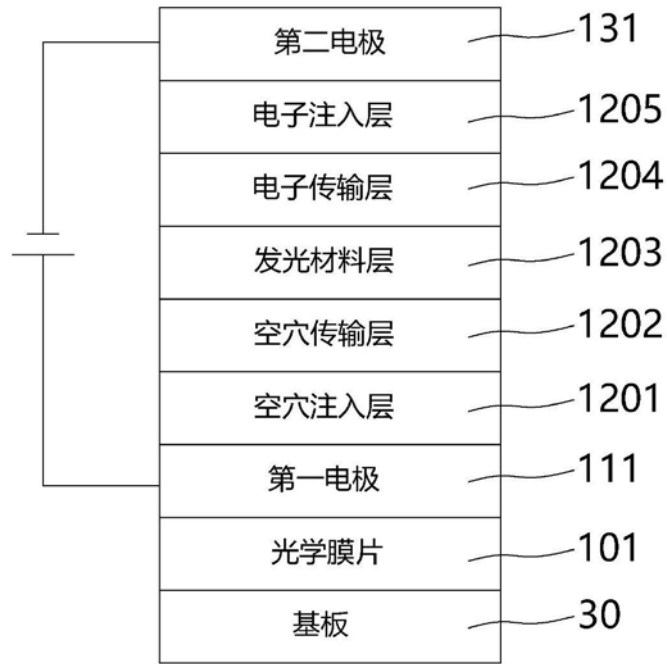 第二电极 131
电子注入层 1205
电子传输层 1204
发光材料层 1203
空穴传输层 1202
空穴注入层 1201
第一电极 111
光学膜片 101
基板 30